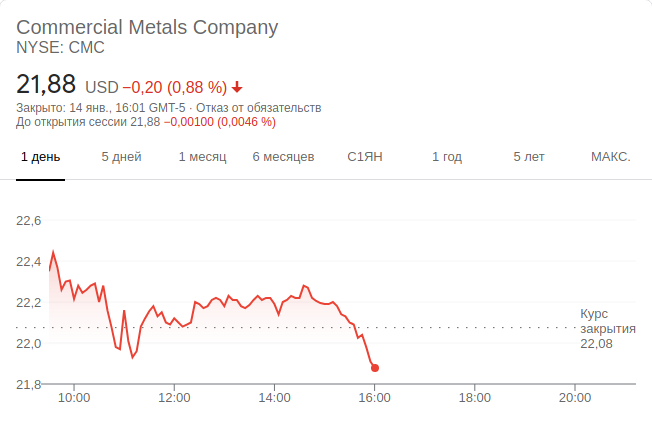 Commercial Metals Company
NYSE: CMC
21,88 USD −0,20 (0,88 %)
Закрыто: 14 янв., 16:01 GMT-5 · Отказ от обязательств
До открытия сессии 21,88 −0,00100 (0,0046 %)
1 день 5 дней 1 месяц 6 месяцев С1ЯН 1 год 5 лет МАКС.
22,6
22,4
22,2
22,0
21,8
Курс
закрытия
22,08
10:00 12:00 14:00 16:00 18:00 20:00